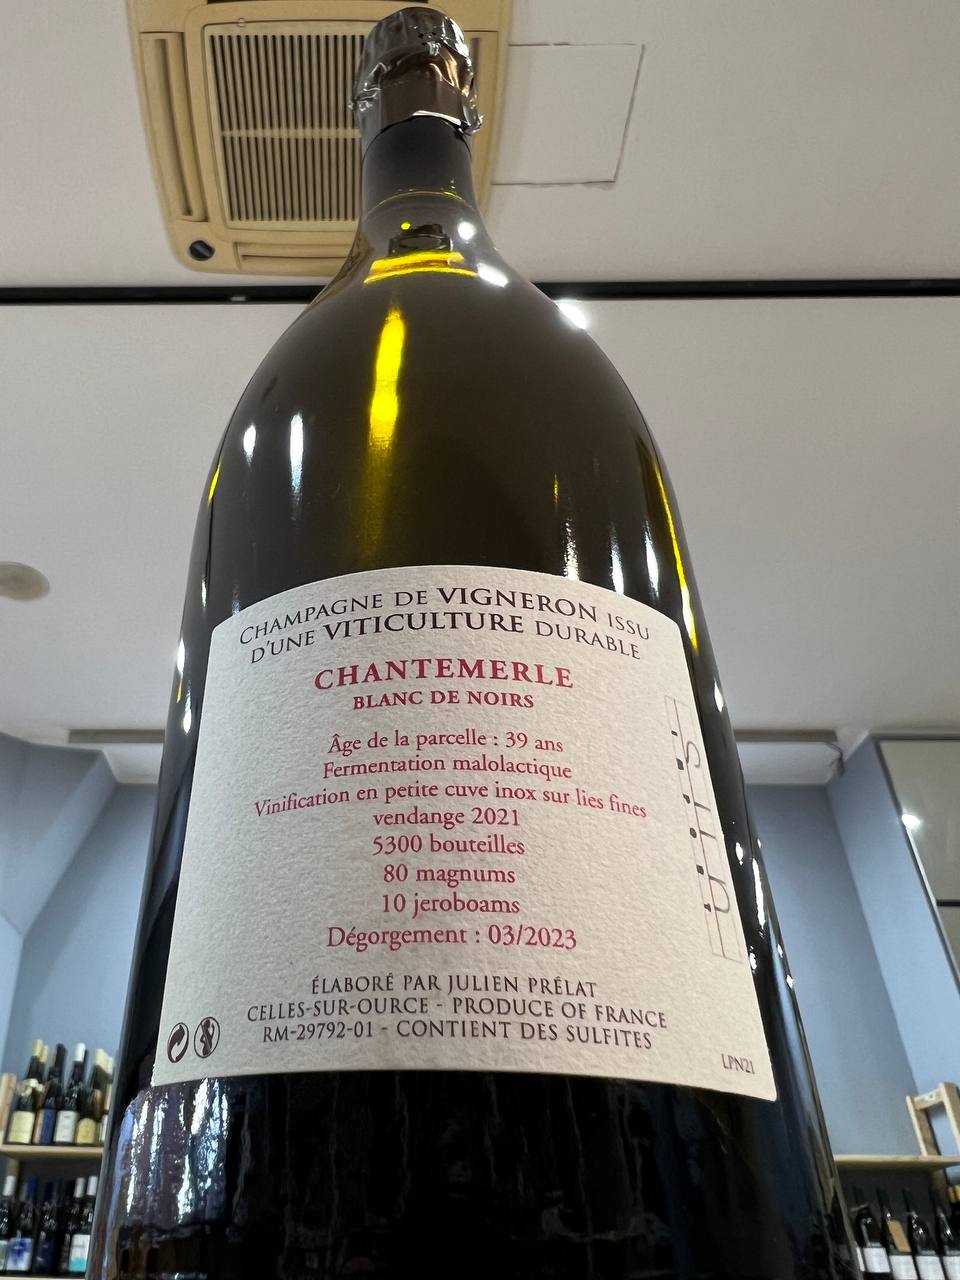 CHAMPAGNE DE VIGNERON ISSU
D'UNE VITICULTURE DURABLE
CHANTEMERLE
BLANC DE NOIRS
Âge de la parcelle : 39 ans
Fermentation malolactique
Vinification en petite cuve inox sur lies fines
vendange 2021
5300 bouteilles
80 magnums
10 jeroboams
Dégorgement : 03/2023
ÉLABORÉ PAR JULIEN PRÉLAT
CELLES-SUR-OURCE - PRODUCE OF FRANCE
RM-29792-01 - CONTIENT DES SULFITES
LPN21